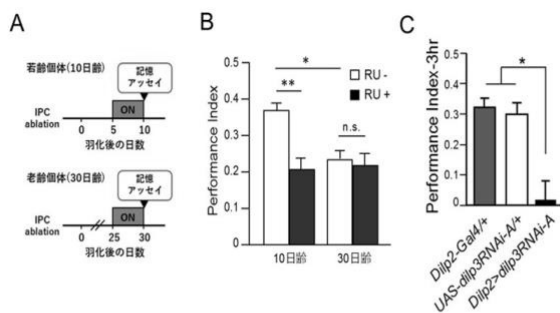 A
若齢個体(10日齢)
記憶
アッセイ
IPC
ablation
ON
0
5
10
羽化後の日数
老齢個体(30日齢)
記憶
アッセイ
IPC
ablation
ON
0
25
30
羽化後の日数
B
Performance Index
0.5
0.4
0.3
0.2
0.1
0
*
**
n.s.
RU -
RU +
10日齢
30日齢
C
Performance Index-3hr
0.5
0.4
0.3
0.2
0.1
0.0
*
Dilp2-Gal4/+
UAS-dilp3RNAi-A/+
Dilp2>dilp3RNAi-A